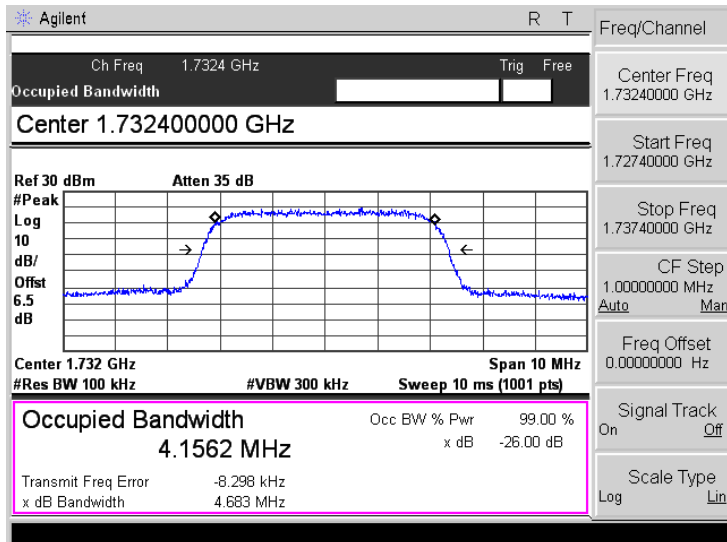 Agilent R T
Ch Freq 1.7324 GHz Trig Free
Occupied Bandwidth
Center 1.732400000 GHz
Ref 30 dBm Atten 35 dB
#Peak
Log
10
dB/
Offst
6.5
dB
Center 1.732 GHz Span 10 MHz
#Res BW 100 kHz #VBW 300 kHz Sweep 10 ms (1001 pts)
Occupied Bandwidth Occ BW % Pwr 99.00 %
4.1562 MHz x dB -26.00 dB
Transmit Freq Error -8.298 kHz
x dB Bandwidth 4.683 MHz
Freq/Channel
Center Freq
1.73240000 GHz
Start Freq
1.72740000 GHz
Stop Freq
1.73740000 GHz
CF Step
1.00000000 MHz
Auto Man
Freq Offset
0.00000000 Hz
Signal Track
On Off
Scale Type
Log Lin